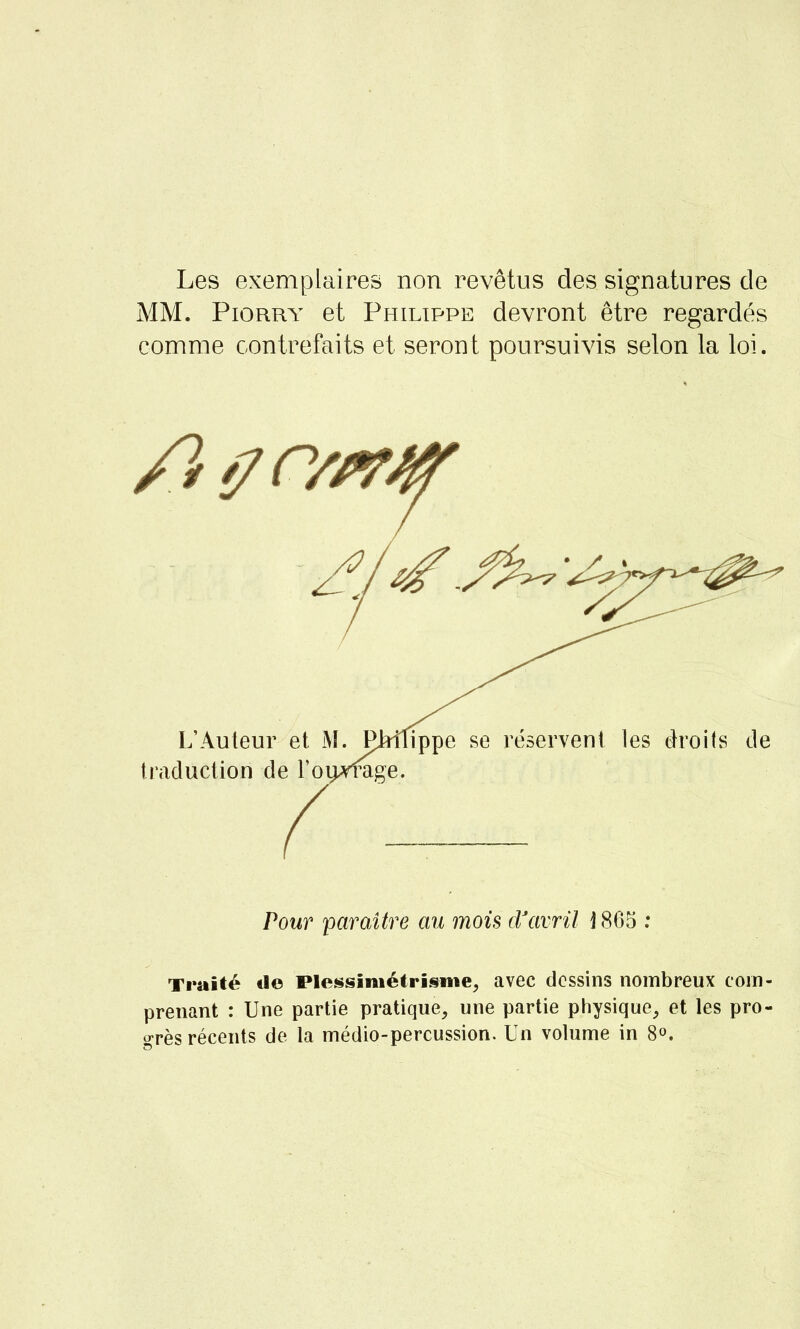 Les exemplaires non revêtus des signatures de
MM. PIORRY et PHILIPPE devront être regardés
comme contrefaits et seront poursuivis selon la loi.
L'Auteur et M. Philippe se réservent les droits de
traduction de l'ouvrage.
Pour paraître au mois d'avril 1865 :
Traité de Plessimétrisme, avec dessins nombreux com-
prenant : Une partie pratique, une partie physique, et les pro-
grès récents de la médio-percussion. Un volume in 8º.